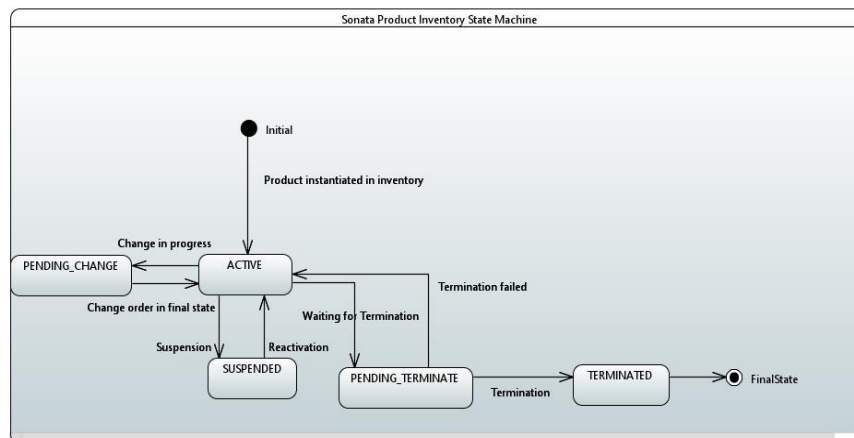 Sonata Product Inventory State Machine
Initial
Product instantiated in inventory
Change in progress
PENDING_CHANGE
ACTIVE
Change order in final state
Termination failed
Waiting for Termination
Suspension
Reactivation
SUSPENDED
PENDING_TERMINATE
TERMINATED
FinalState
Termination